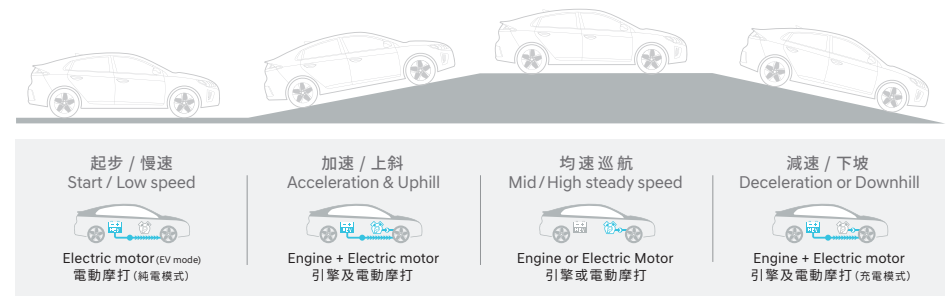 起步 / 慢速
Start / Low speed
Electric motor (EV mode)
電動摩打 (純電模式)
加速 / 上斜
Acceleration & Uphill
Engine + Electric motor
引擎及電動摩打
均速巡航
Mid / High steady speed
Engine or Electric Motor
引擎或電動摩打
減速 / 下坡
Deceleration or Downhill
Engine + Electric motor
引擎及電動摩打 (充電模式)